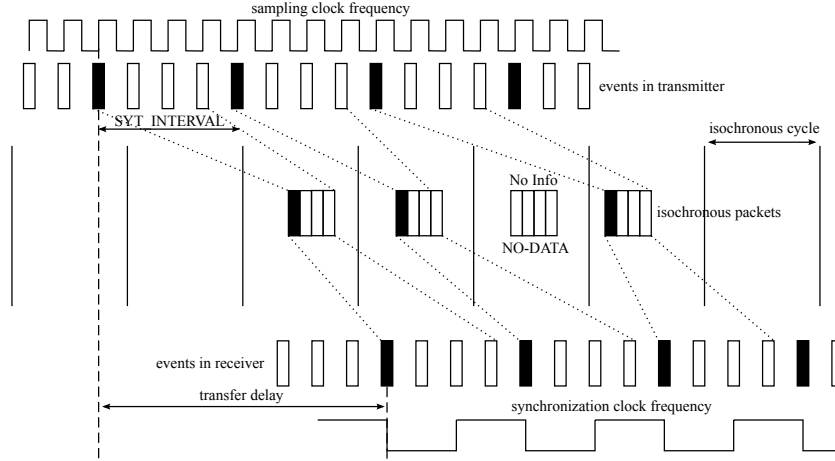 sampling clock frequency
events in transmitter
SYT_INTERVAL
isochronous cycle
No Info
isochronous packets
NO-DATA
events in receiver
transfer delay
synchronization clock frequency